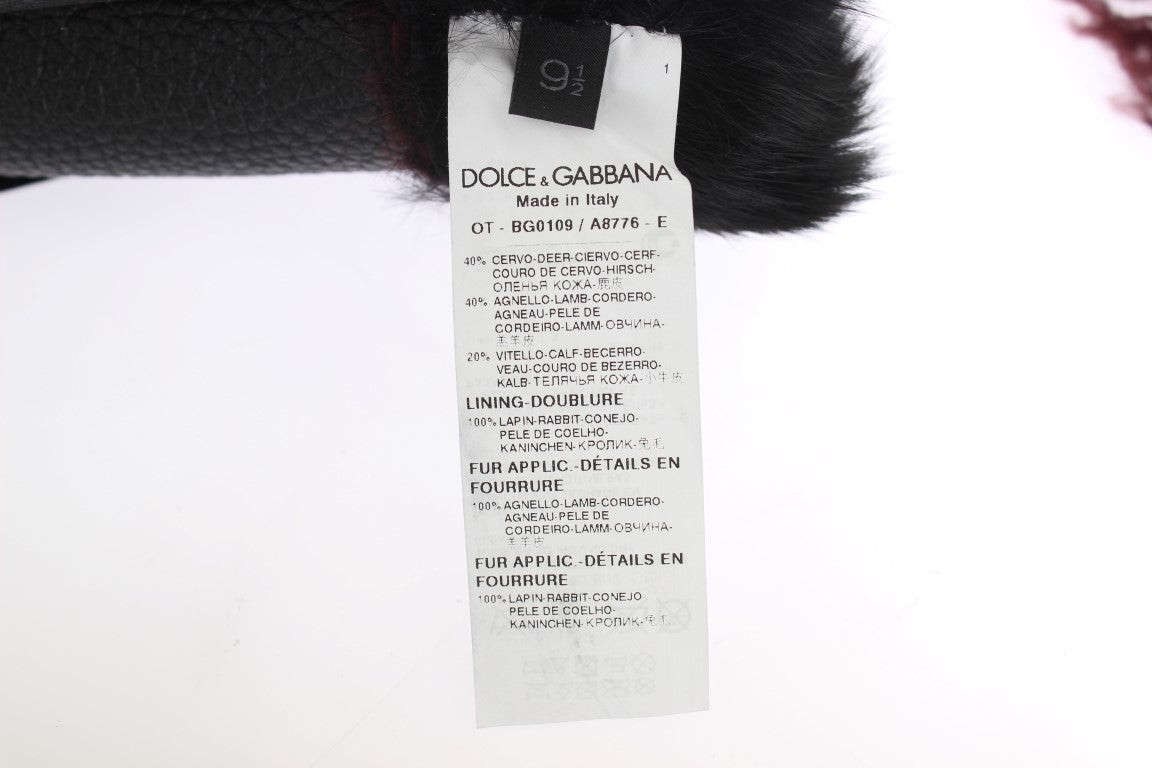 9 1/2
1
DOLCE & GABBANA
Made in Italy
OT - BG0109 / A8776 - E
40% CERVO-DEER-CIERVO-CERF-
COURO DE CERVO-HIRSCH-
ОЛЕНЬЯ КОЖА-鹿皮
40% AGNELLO-LAMB-CORDERO-
AGNEAU-PELE DE
CORDEIRO-LAMM-ОВЧИНА-
羔羊皮
20% VITELLO-CALF-BECERRO-
VEAU-COURO DE BEZERRO-
KALB-ТЕЛЯЧЬЯ КОЖА-小牛皮
LINING-DOUBLURE
100% LAPIN-RABBIT-CONEJO-
PELE DE COELHO-
KANINCHEN-КРОЛИК-兔毛
FUR APPLIC.-DÉTAILS EN
FOURRURE
100% AGNELLO-LAMB-CORDERO-
AGNEAU-PELE DE
CORDEIRO-LAMM-ОВЧИНА-
羔羊皮
FUR APPLIC.-DÉTAILS EN
FOURRURE
100% LAPIN-RABBIT-CONEJO
PELE DE COELHO-
KANINCHEN-КРОЛИК-兔毛